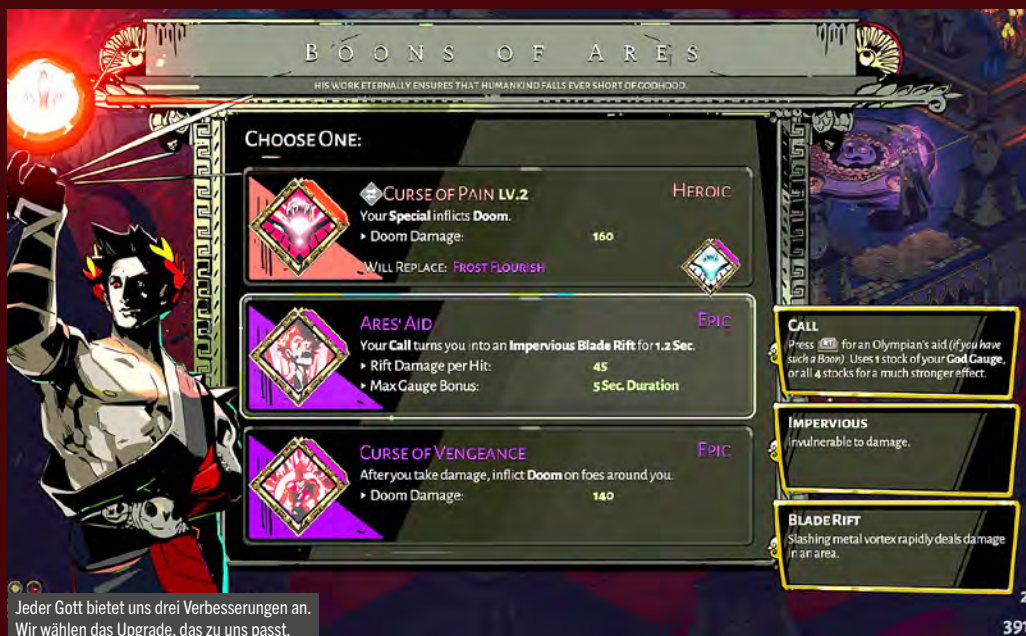 BOONS OF ARES
HIS WORK ETERNALLY ENSURES THAT HUMANKIND FALLS EVER SHORT OF GODHOOD.
CHOOSE ONE:
CURSE OF PAIN LV.2
HEROIC
Your Special inflicts Doom.
▸ Doom Damage: 160
WILL REPLACE: FROST FLOURISH
ARES' AID
EPIC
Your Call turns you into an Impervious Blade Rift for 1.2 Sec.
▸ Rift Damage per Hit: 45
▸ Max Gauge Bonus: 5 Sec. Duration
CURSE OF VENGEANCE
EPIC
After you take damage, inflict Doom on foes around you.
▸ Doom Damage: 140
CALL
Press RT for an Olympian's aid (if you have
such a Boon). Uses 1 stock of your God Gauge,
or all 4 stocks for a much stronger effect.
IMPERVIOUS
Invulnerable to damage.
BLADE RIFT
Slashing metal vortex rapidly deals damage
in an area.
Jeder Gott bietet uns drei Verbesserungen an.
Wir wählen das Upgrade, das zu uns passt.